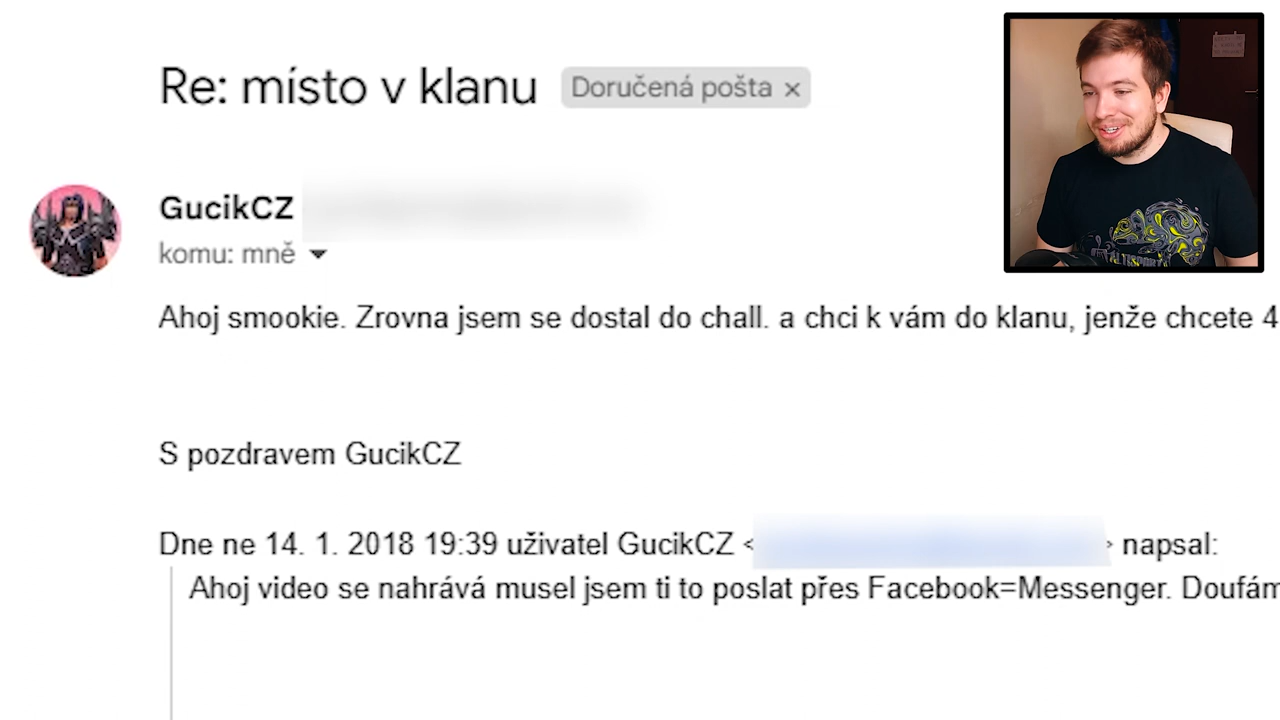 Re: místo v klanu
Doručená pošta ×
GucikCZ
komu: mně
Ahoj smookie. Zrovna jsem se dostal do chall. a chci k vám do klanu, jenže chcete 4
S pozdravem GucikCZ
Dne ne 14. 1. 2018 19:39 uživatel GucikCZ < > napsal:
Ahoj video se nahrává musel jsem ti to poslat přes Facebook=Messenger. Doufám